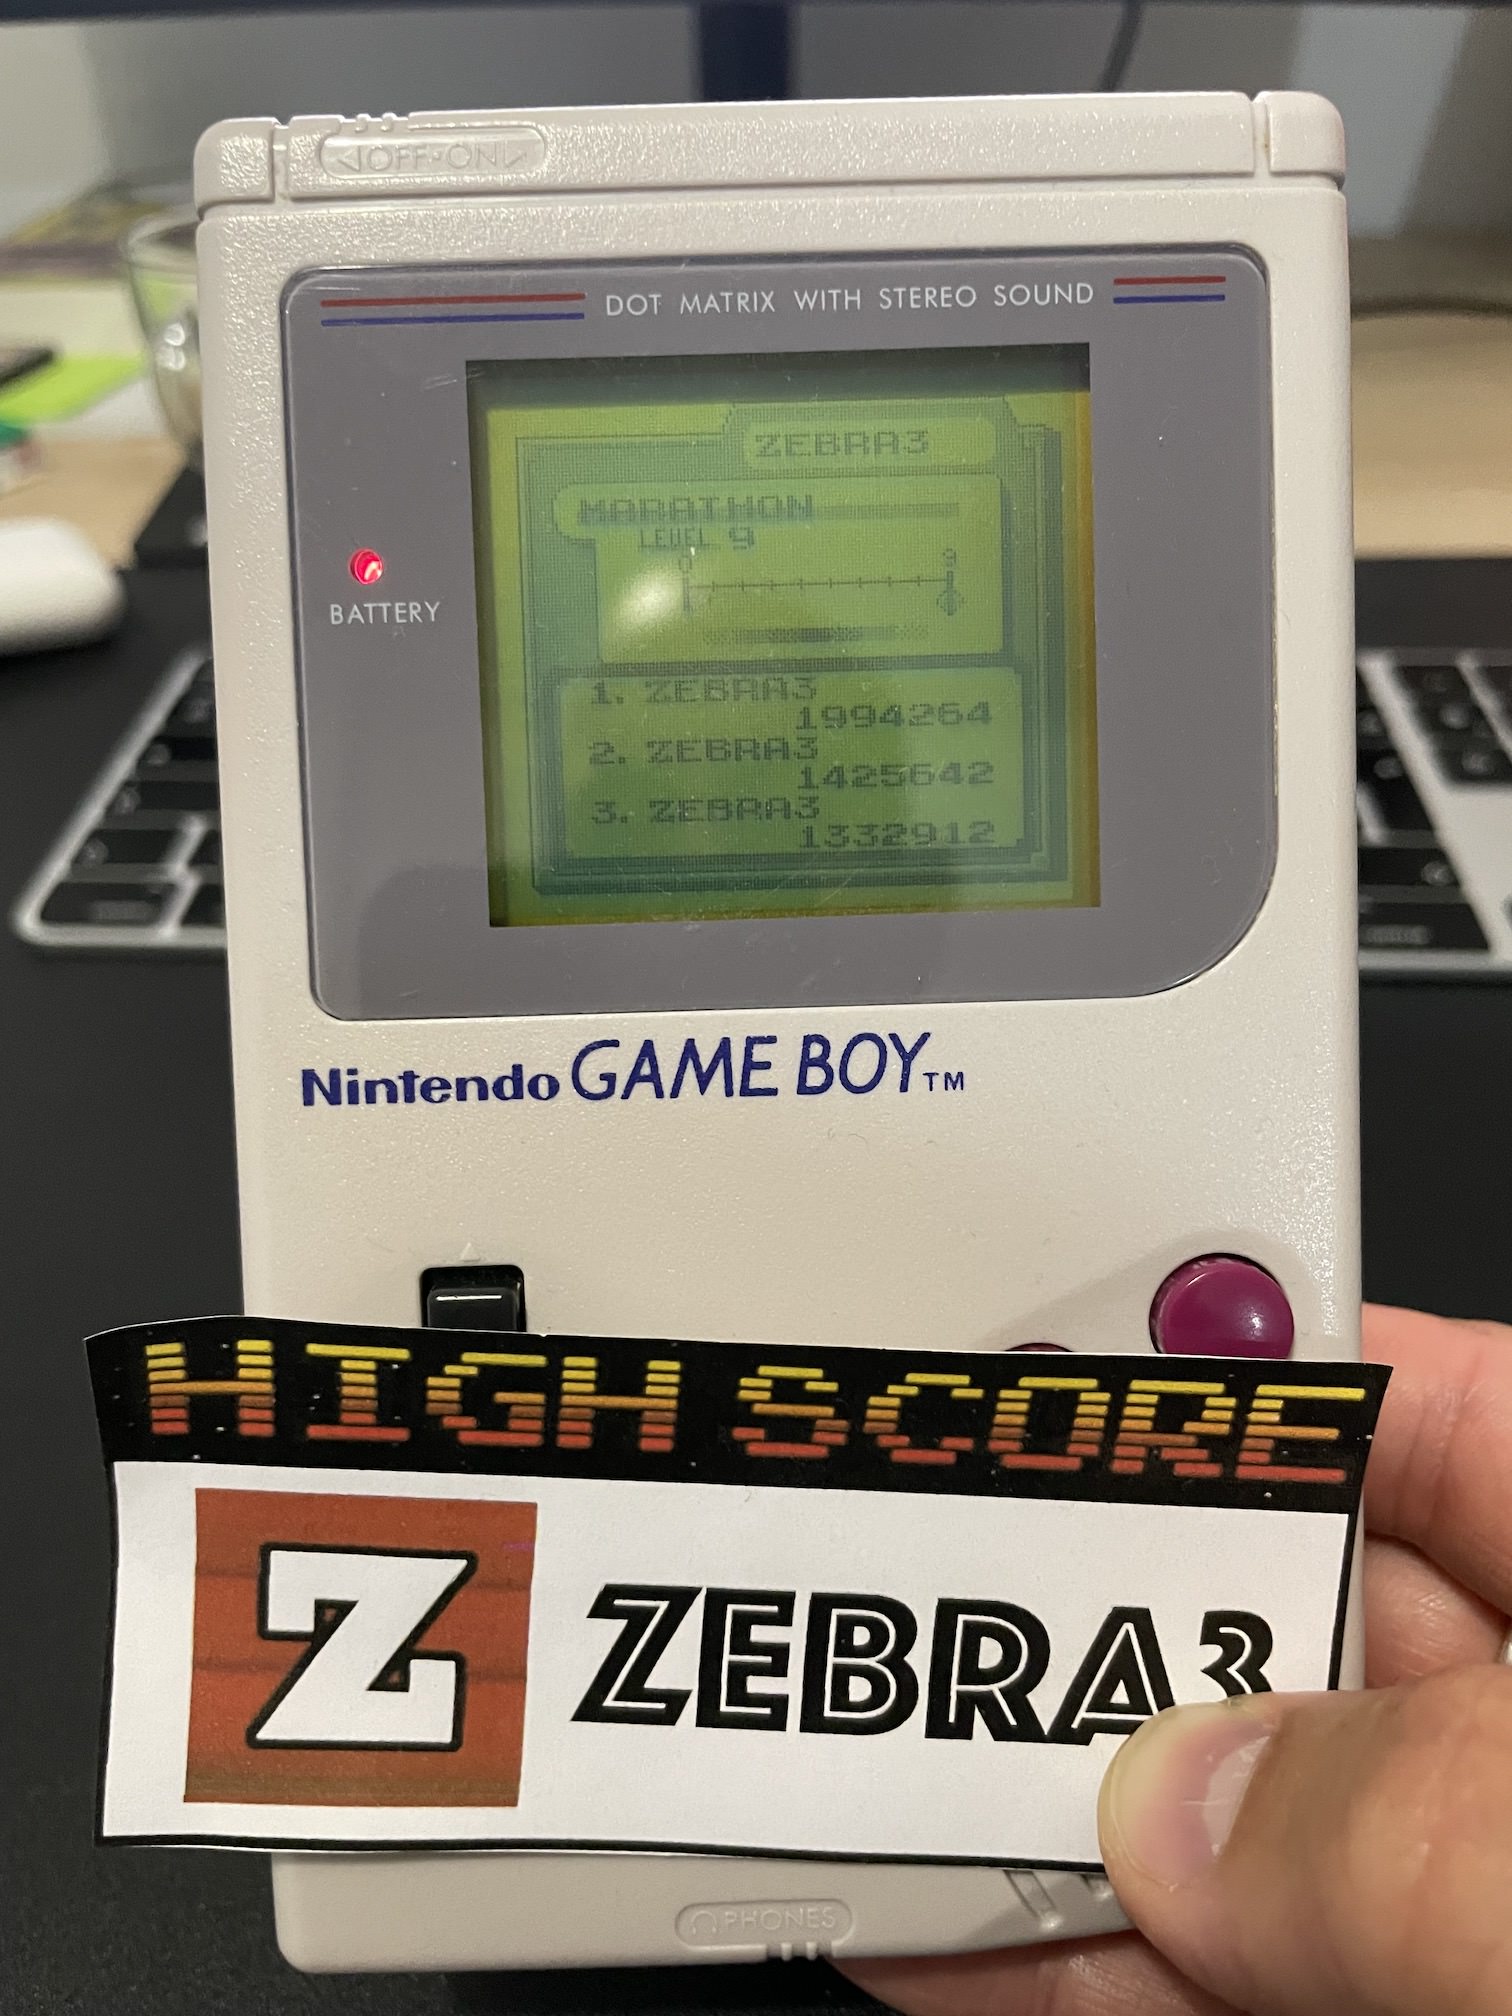 ◁OFF•ON▷
DOT MATRIX WITH STEREO SOUND
ZEBRA3
MARATHON
LEVEL 9
0 9
BATTERY
1. ZEBRA3
1994264
2. ZEBRA3
1425642
3. ZEBRA3
1332912
Nintendo GAME BOY™
HIGH SCORE
Z ZEBRA3
PHONES